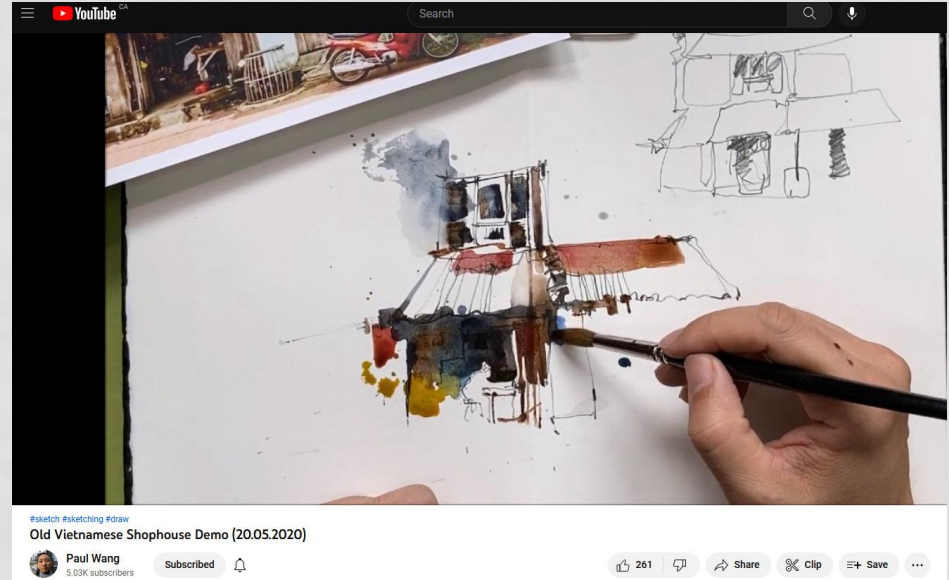 YouTube CA
Search
#sketch #sketching #draw
Old Vietnamese Shophouse Demo (20.05.2020)
Paul Wang
5.03K subscribers
Subscribed
261
Share
Clip
Save